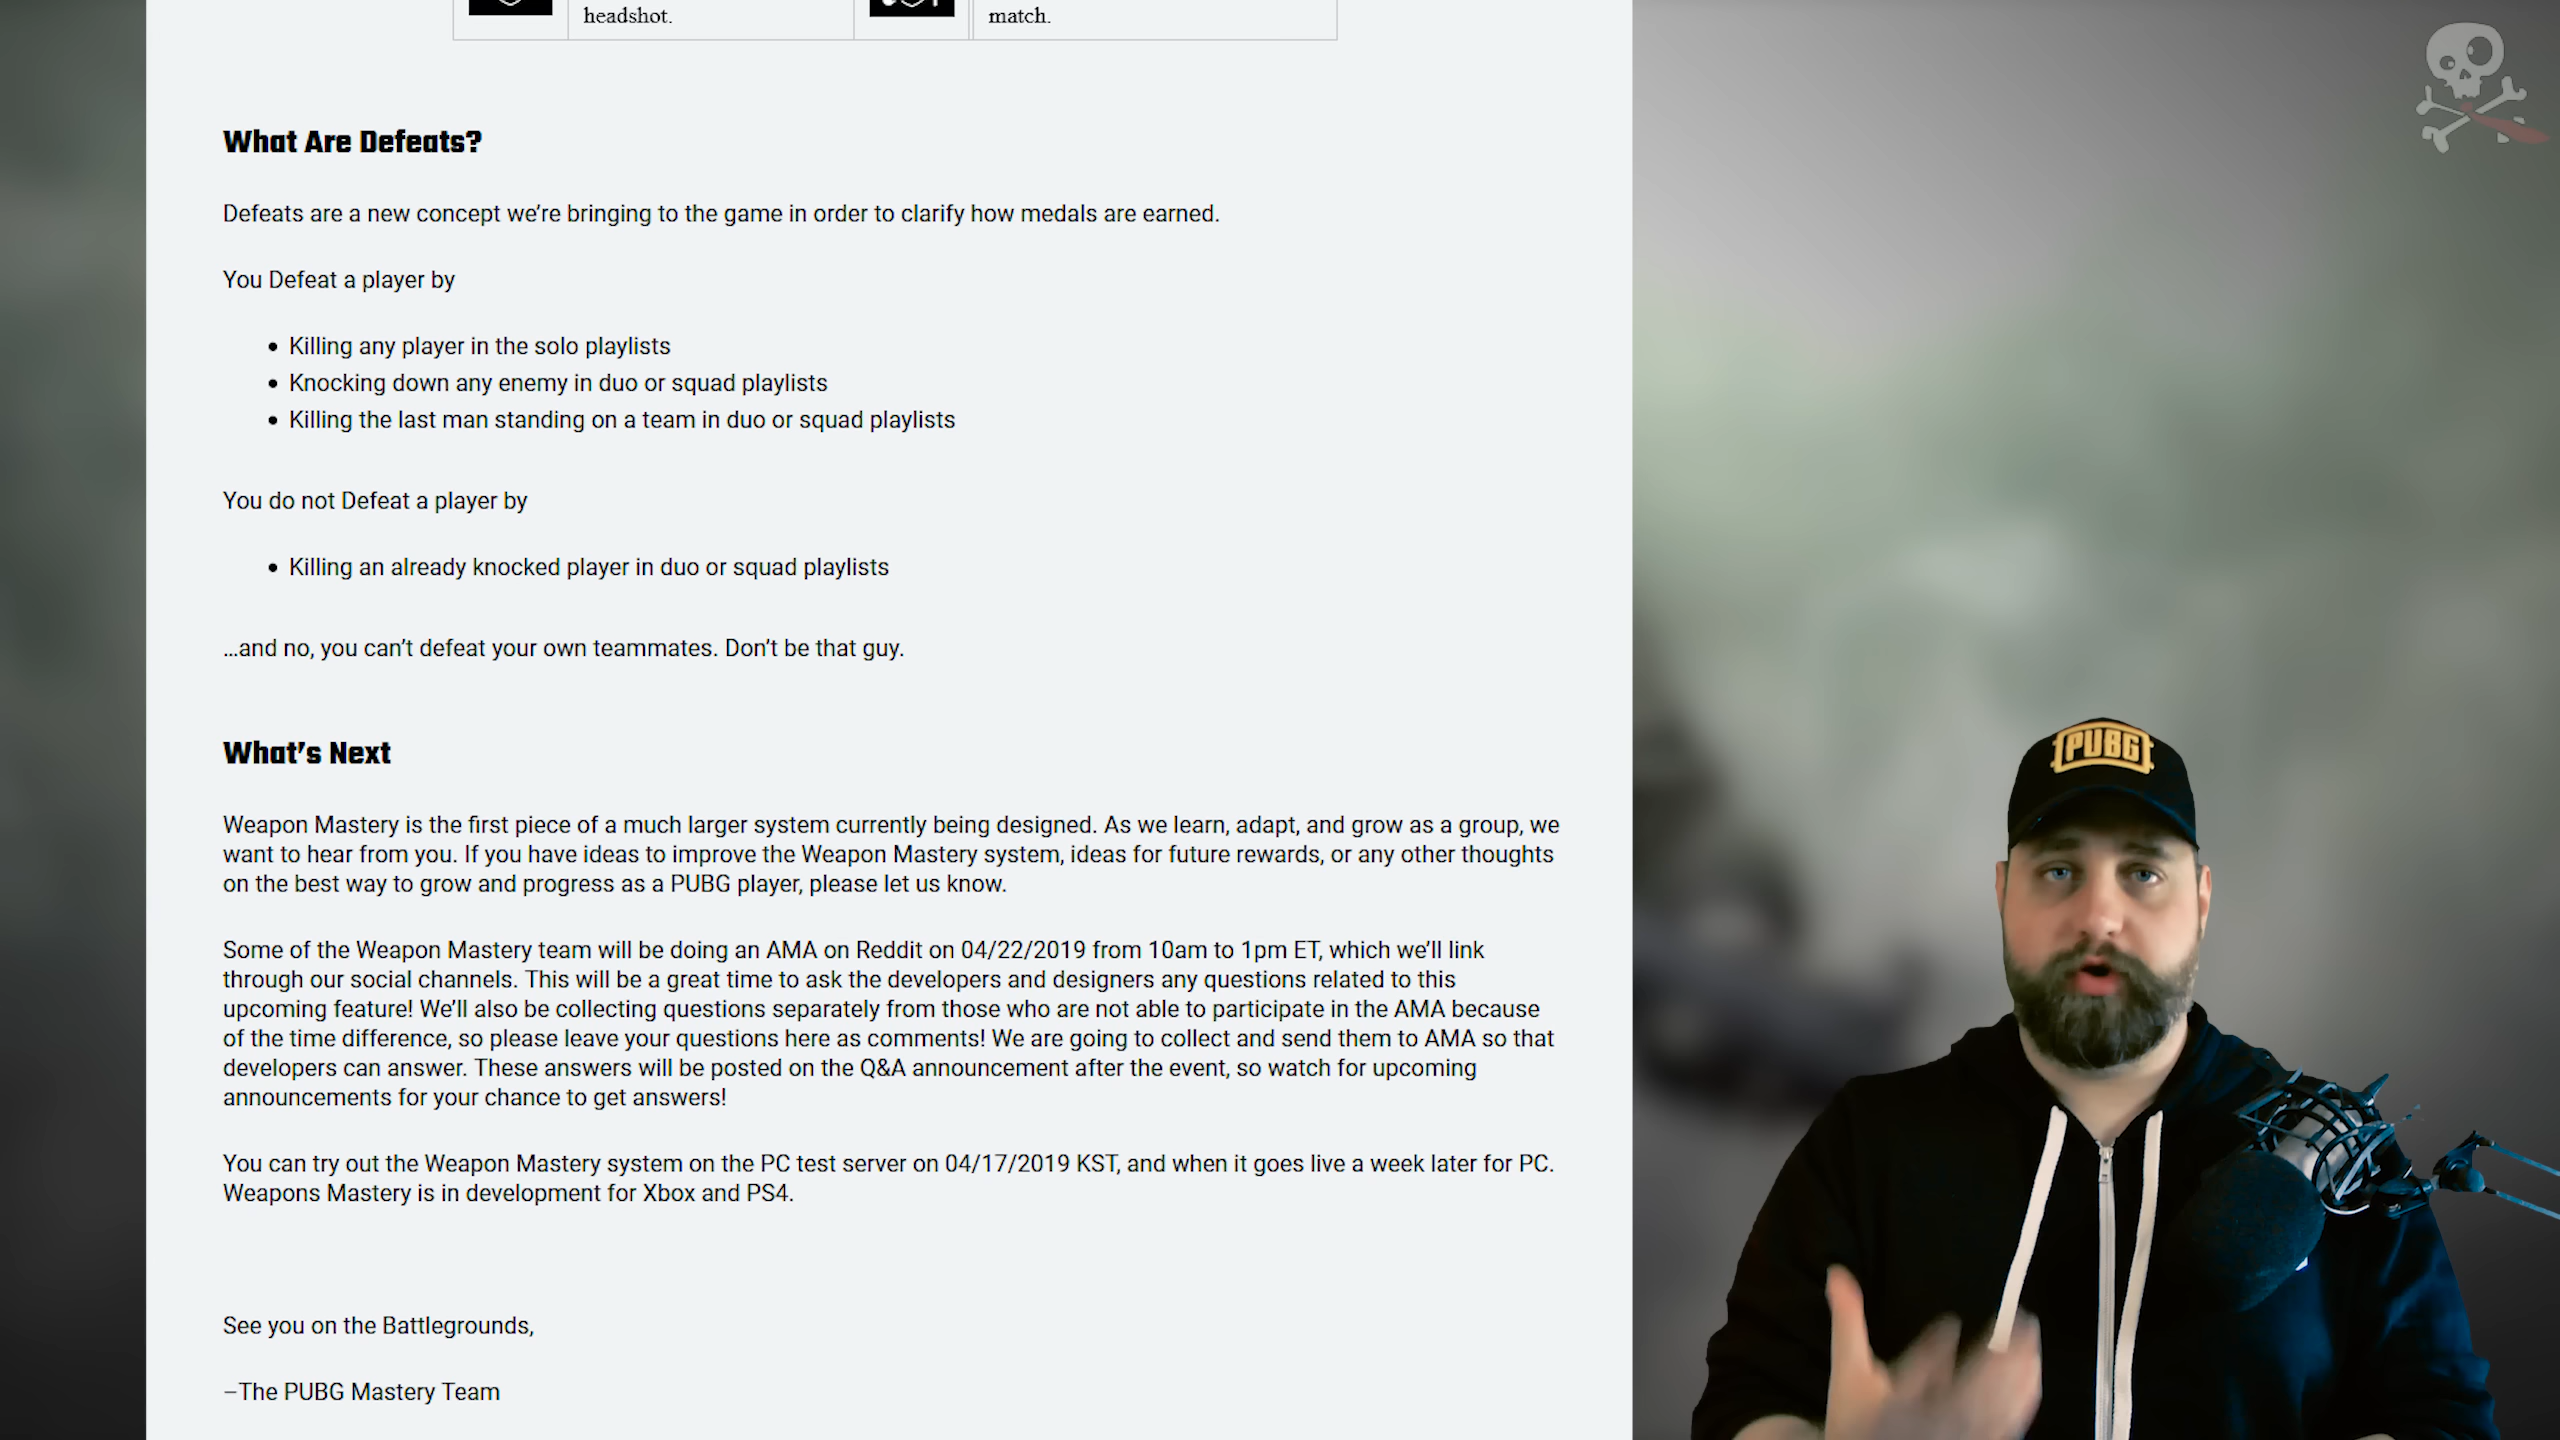 headshot.
match.
What Are Defeats?
Defeats are a new concept we’re bringing to the game in order to clarify how medals are earned.
You Defeat a player by
• Killing any player in the solo playlists
• Knocking down any enemy in duo or squad playlists
• Killing the last man standing on a team in duo or squad playlists
You do not Defeat a player by
• Killing an already knocked player in duo or squad playlists
...and no, you can’t defeat your own teammates. Don’t be that guy.
What’s Next
Weapon Mastery is the first piece of a much larger system currently being designed. As we learn, adapt, and grow as a group, we
want to hear from you. If you have ideas to improve the Weapon Mastery system, ideas for future rewards, or any other thoughts
on the best way to grow and progress as a PUBG player, please let us know.
Some of the Weapon Mastery team will be doing an AMA on Reddit on 04/22/2019 from 10am to 1pm ET, which we’ll link
through our social channels. This will be a great time to ask the developers and designers any questions related to this
upcoming feature! We’ll also be collecting questions separately from those who are not able to participate in the AMA because
of the time difference, so please leave your questions here as comments! We are going to collect and send them to AMA so that
developers can answer. These answers will be posted on the Q&A announcement after the event, so watch for upcoming
announcements for your chance to get answers!
You can try out the Weapon Mastery system on the PC test server on 04/17/2019 KST, and when it goes live a week later for PC.
Weapons Mastery is in development for Xbox and PS4.
See you on the Battlegrounds,
–The PUBG Mastery Team
PUBG